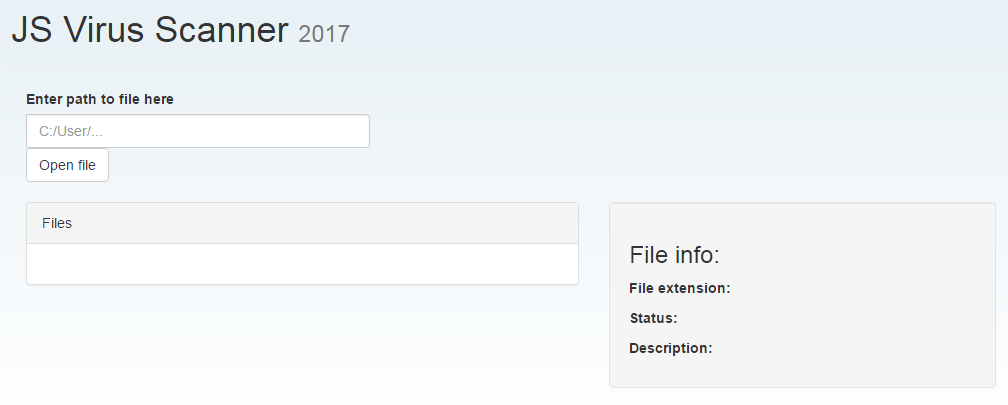 JS Virus Scanner 2017
Enter path to file here
C:/User/...
Open file
Files
File info:
File extension:
Status:
Description: